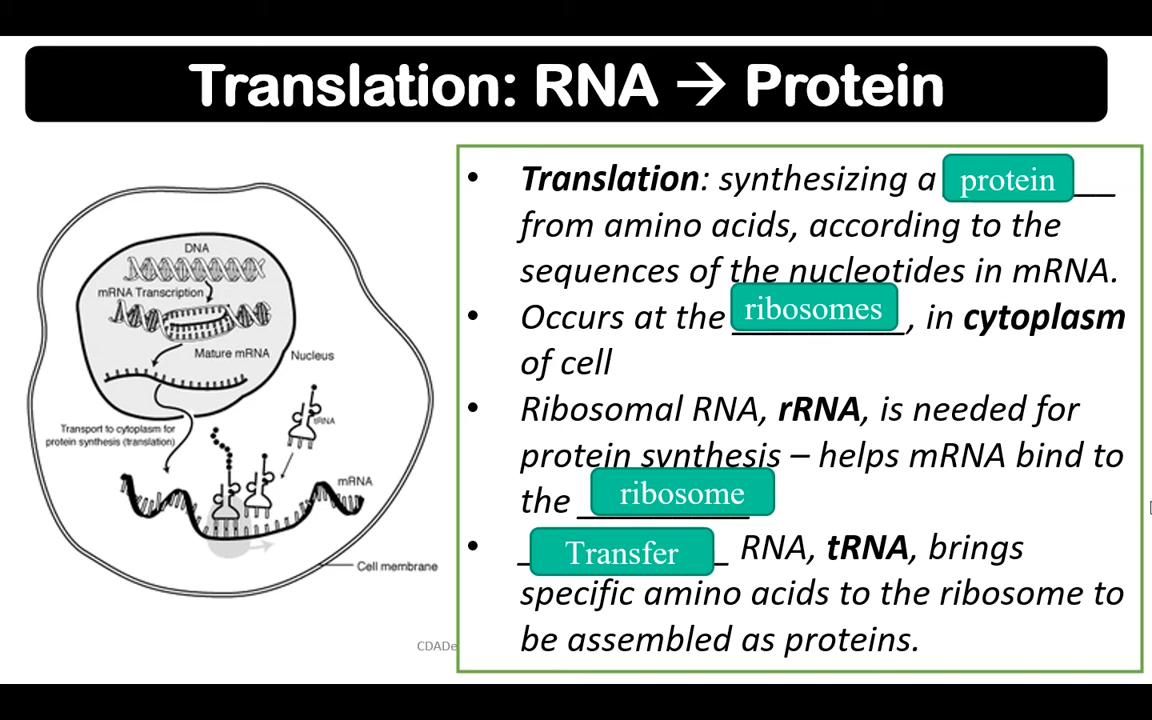 Translation: RNA → Protein
DNA
mRNA Transcription
Mature mRNA
Nucleus
Transport to cytoplasm for
protein synthesis (translation)
tRNA
mRNA
Cell membrane
CDADe
• Translation: synthesizing a protein __
from amino acids, according to the
sequences of the nucleotides in mRNA.
• Occurs at the ribosomes, in cytoplasm
of cell
• Ribosomal RNA, rRNA, is needed for
protein synthesis – helps mRNA bind to
the ribosome
• _ Transfer _ RNA, tRNA, brings
specific amino acids to the ribosome to
be assembled as proteins.